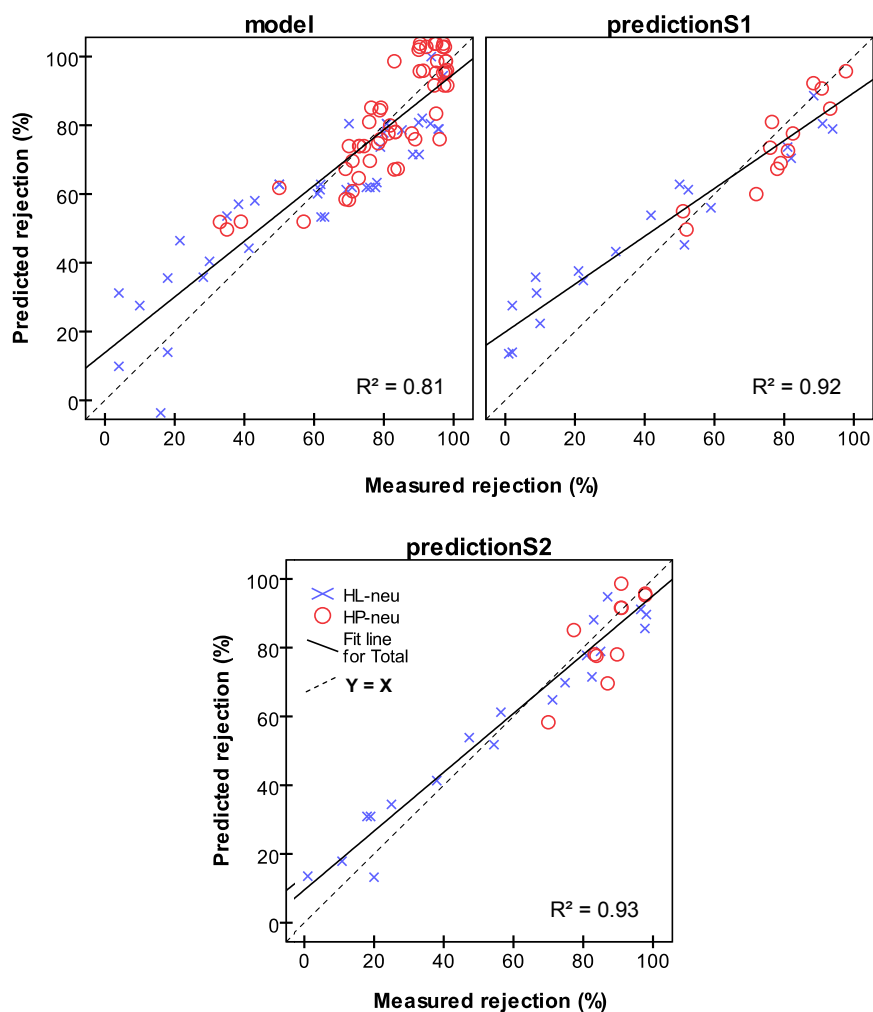 model
predictionS1
100
80
60
40
20
0
Predicted rejection (%)
R² = 0.81
R² = 0.92
0 20 40 60 80 100
0 20 40 60 80 100
Measured rejection (%)
predictionS2
100
80
60
40
20
0
Predicted rejection (%)
HL-neu
HP-neu
Fit line
for Total
Y = X
R² = 0.93
0 20 40 60 80 100
Measured rejection (%)